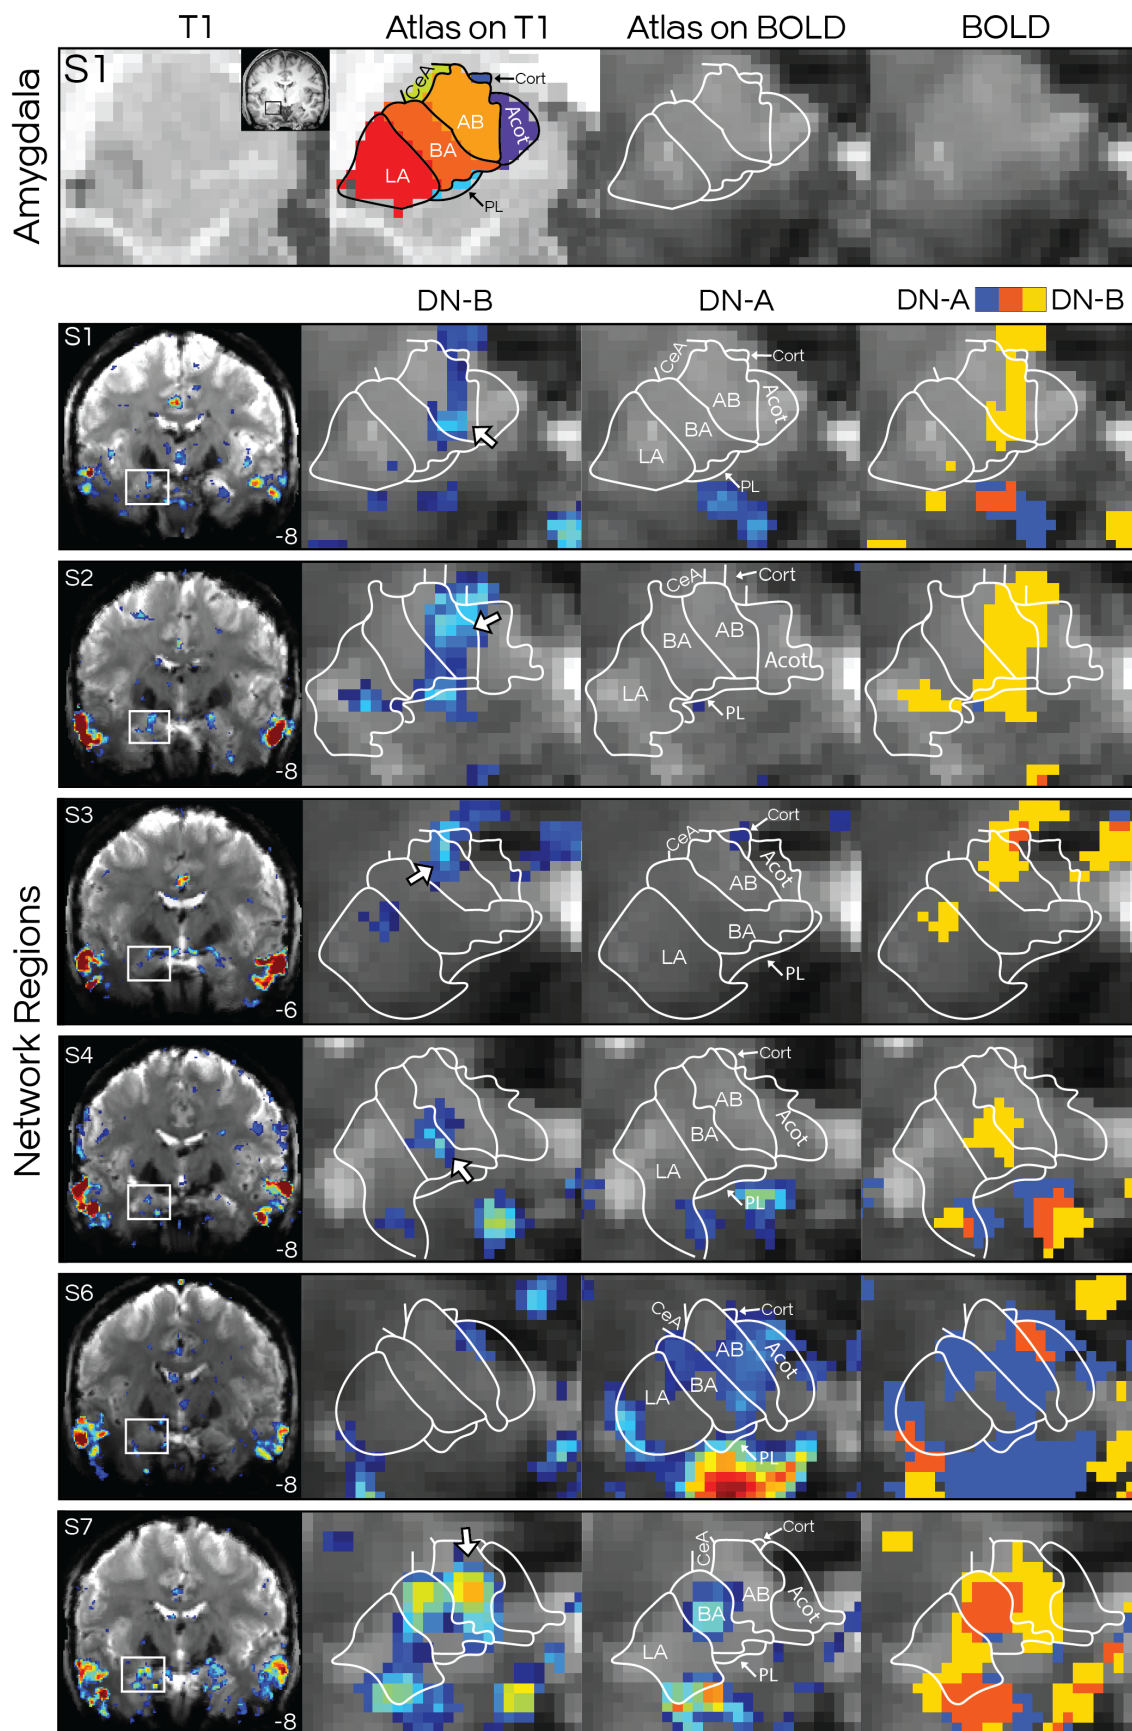 T1 Atlas on T1 Atlas on BOLD BOLD
Amygdala
S1
CeA
Cort
AB
Acot
BA
LA
PL
DN-B DN-A DN-A DN-B
Network Regions
S1
CeA
Cort
AB
Acot
BA
LA
PL
-8
S2
CeA
Cort
BA
AB
Acot
LA
PL
-8
S3
Cort
CeA
Acot
AB
BA
LA
PL
-6
S4
Cort
AB
BA
Acot
LA
PL
-8
S6
CeA
Cort
AB
Acot
LA
BA
PL
-8
S7
Cort
CeA
AB
Acot
BA
LA
PL
-8